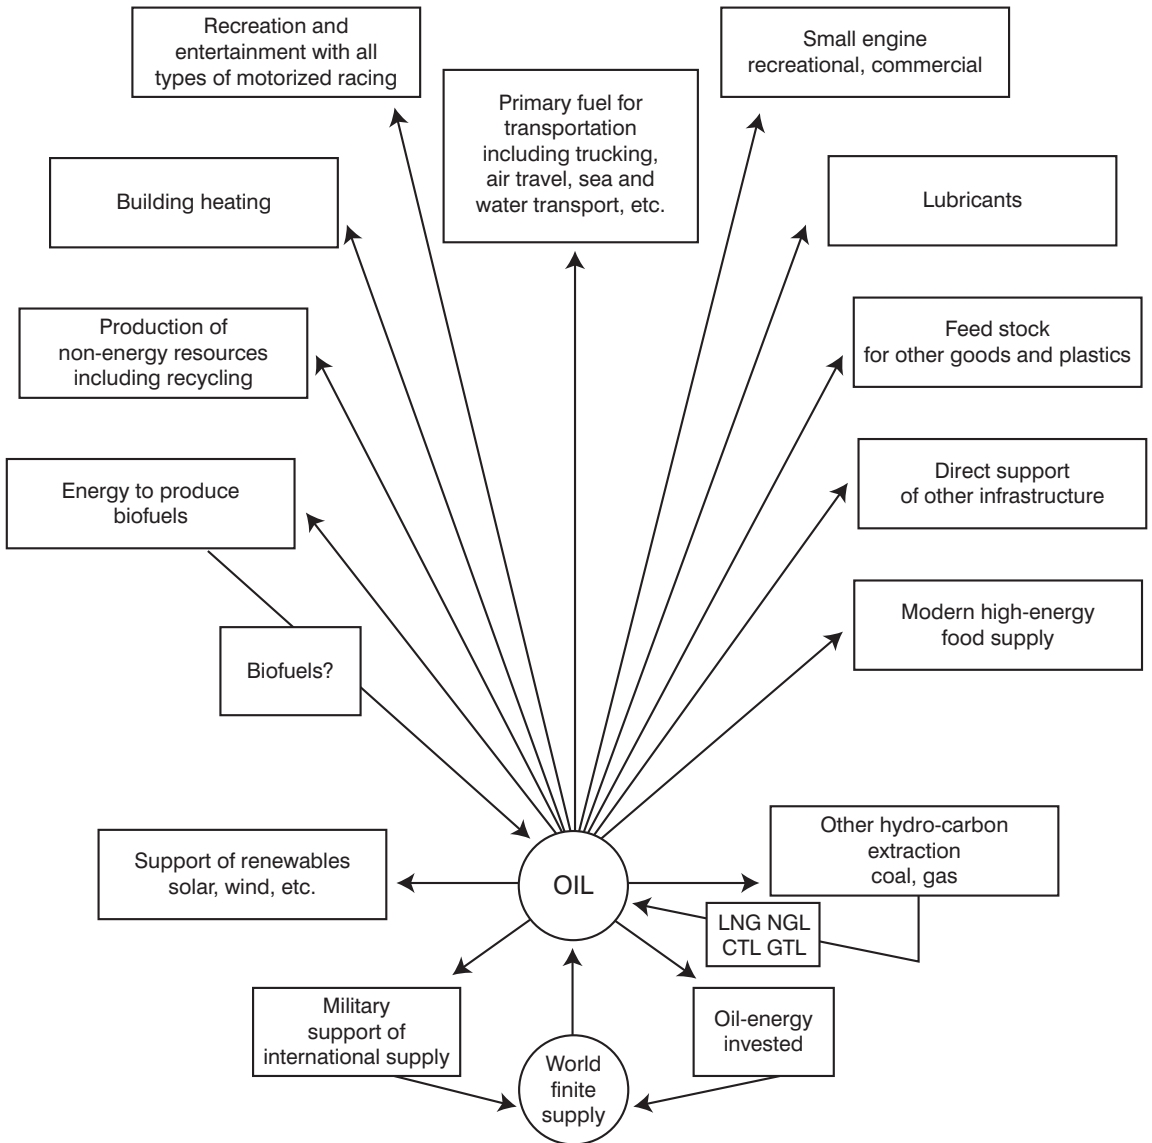 Recreation and
entertainment with all
types of motorized racing
Small engine
recreational, commercial
Primary fuel for
transportation
including trucking,
air travel, sea and
water transport, etc.
Building heating
Lubricants
Production of
non-energy resources
including recycling
Feed stock
for other goods and plastics
Energy to produce
biofuels
Direct support
of other infrastructure
Modern high-energy
food supply
Biofuels?
Support of renewables
solar, wind, etc.
OIL
Other hydro-carbon
extraction
coal, gas
LNG NGL
CTL GTL
Military
support of
international supply
Oil-energy
invested
World
finite
supply